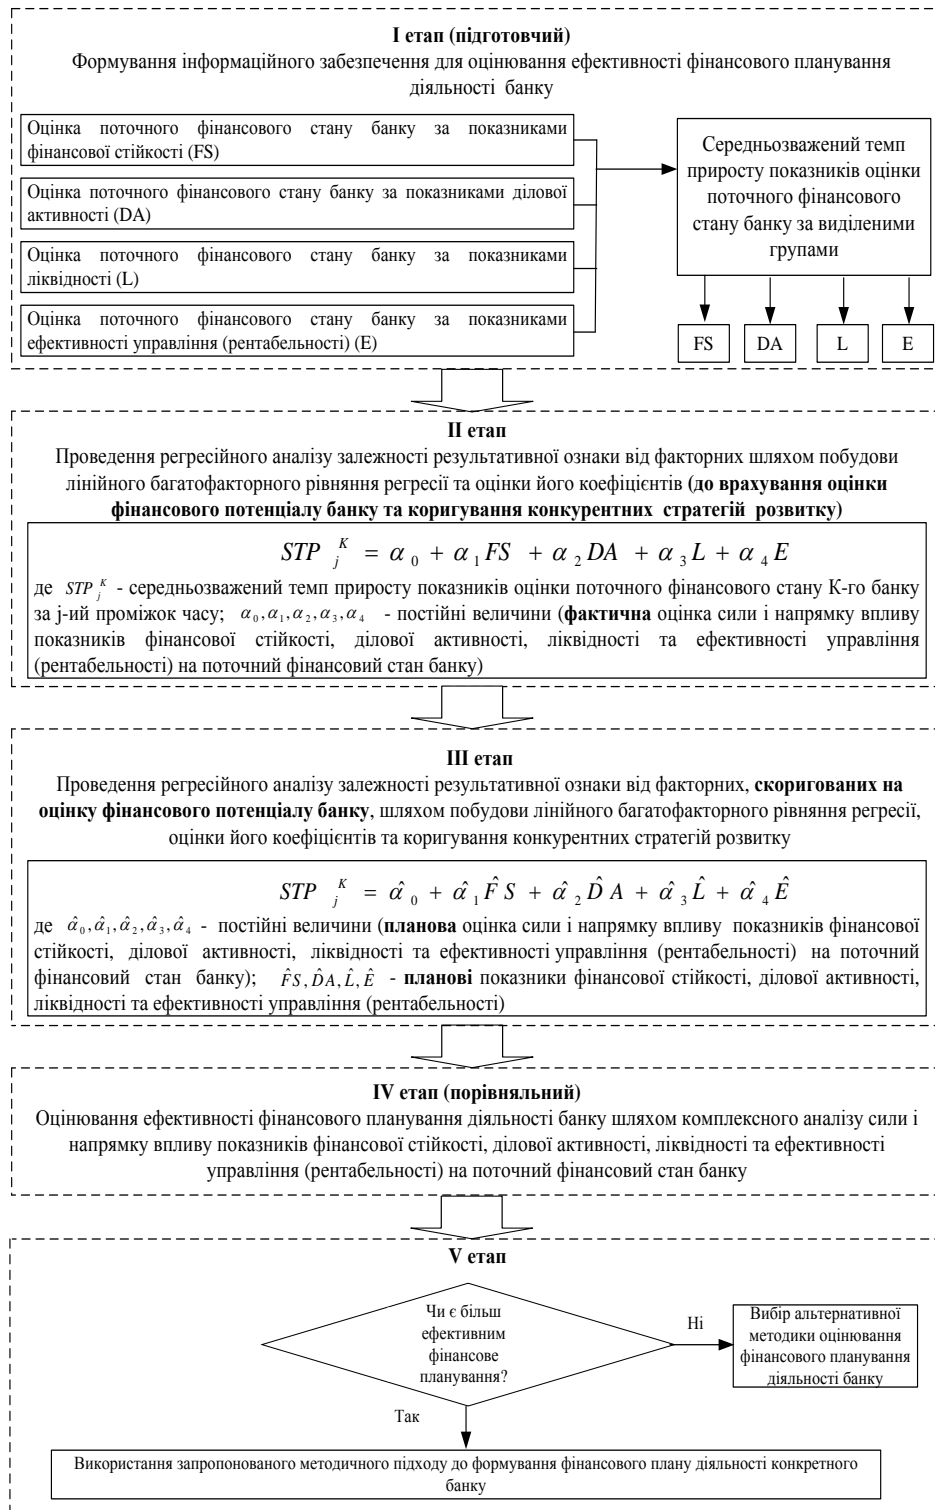 I етап (підготовчий)
Формування інформаційного забезпечення для оцінювання ефективності фінансового планування
діяльності банку
Оцінка поточного фінансового стану банку за показниками
фінансової стійкості (FS)
Оцінка поточного фінансового стану банку за показниками ділової
активності (DA)
Оцінка поточного фінансового стану банку за показниками
ліквідності (L)
Оцінка поточного фінансового стану банку за показниками
ефективності управління (рентабельності) (E)
Середньозважений темп
приросту показників оцінки
поточного фінансового
стану банку за виділеними
групами
FS DA L E
II етап
Проведення регресійного аналізу залежності результативної ознаки від факторних шляхом побудови
лінійного багатофакторного рівняння регресії та оцінки його коефіцієнтів (до врахування оцінки
фінансового потенціалу банку та коригування конкурентних стратегій розвитку)
STP_j^K = α_0 + α_1 FS + α_2 DA + α_3 L + α_4 E
де STP_j^K - середньозважений темп приросту показників оцінки поточного фінансового стану К-го банку
за j-ий проміжок часу; α_0, α_1, α_2, α_3, α_4 - постійні величини (фактична оцінка сили і напрямку впливу
показників фінансової стійкості, ділової активності, ліквідності та ефективності управління
(рентабельності) на поточний фінансовий стан банку)
III етап
Проведення регресійного аналізу залежності результативної ознаки від факторних, скоригованих на
оцінку фінансового потенціалу банку, шляхом побудови лінійного багатофакторного рівняння регресії,
оцінки його коефіцієнтів та коригування конкурентних стратегій розвитку
STP_j^K = α̂_0 + α̂_1 F̂S + α̂_2 D̂A + α̂_3 L̂ + α̂_4 Ê
де α̂_0, α̂_1, α̂_2, α̂_3, α̂_4 - постійні величини (планова оцінка сили і напрямку впливу показників фінансової
стійкості, ділової активності, ліквідності та ефективності управління (рентабельності) на поточний
фінансовий стан банку); F̂S, D̂A, L̂, Ê - планові показники фінансової стійкості, ділової активності,
ліквідності та ефективності управління (рентабельності)
IV етап (порівняльний)
Оцінювання ефективності фінансового планування діяльності банку шляхом комплексного аналізу сили і
напрямку впливу показників фінансової стійкості, ділової активності, ліквідності та ефективності
управління (рентабельності) на поточний фінансовий стан банку
V етап
Чи є більш
ефективним
фінансове
планування?
Ні
Вибір альтернативної
методики оцінювання
фінансового планування
діяльності банку
Так
Використання запропонованого методичного підходу до формування фінансового плану діяльності конкретного
банку